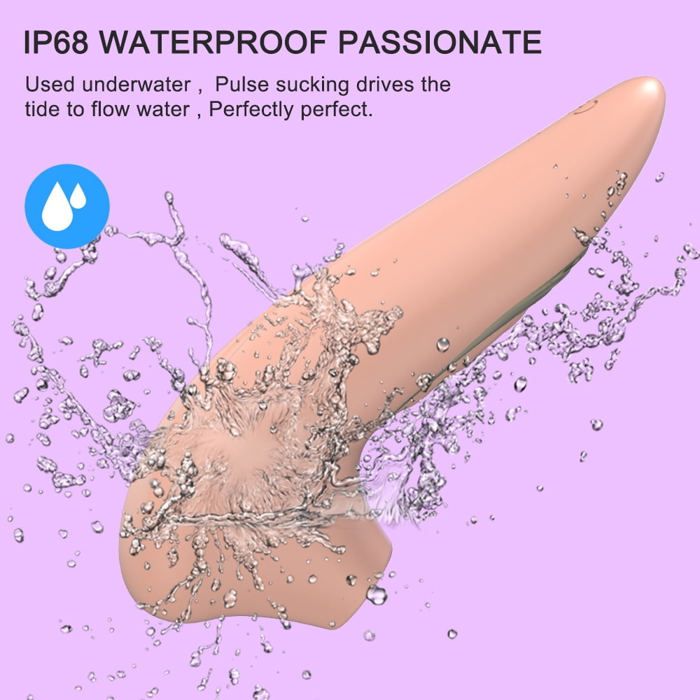 IP68 WATERPROOF PASSIONATE
Used underwater , Pulse sucking drives the
tide to flow water , Perfectly perfect.